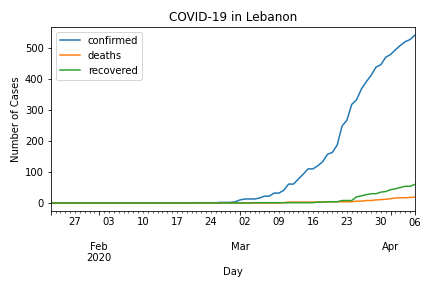 COVID-19 in Lebanon
confirmed
deaths
recovered
Number of Cases
500
400
300
200
100
0
27 03 10 17 24 02 09 16 23 30 06
Feb Mar Apr
2020
Day